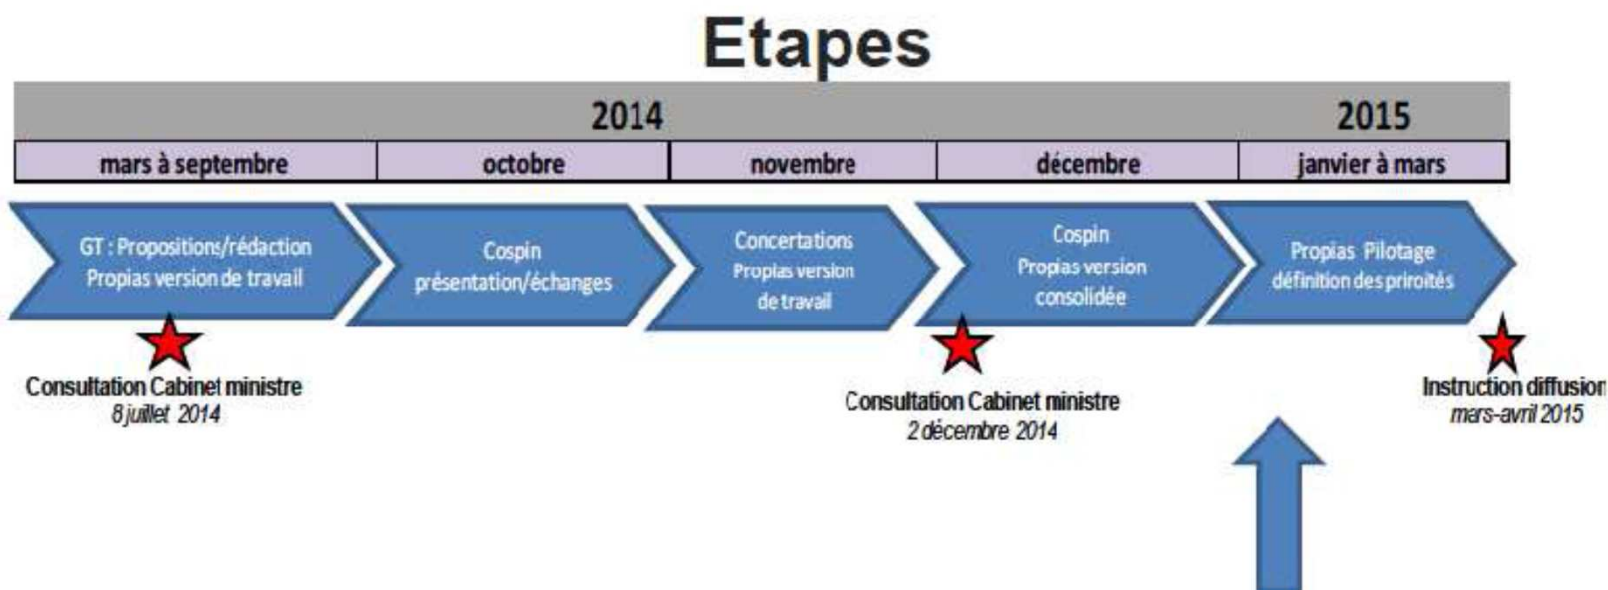 Etapes
2014
2015
mars à septembre
octobre
novembre
décembre
janvier à mars
GT : Propositions/rédaction
Propias version de travail
Cospin
présentation/échanges
Concertations
Propias version
de travail
Cospin
Propias version
consolidée
Propias Pilotage
définition des priroités
Consultation Cabinet ministre
8 juillet 2014
Consultation Cabinet ministre
2 décembre 2014
Instruction diffusion
mars-avril 2015